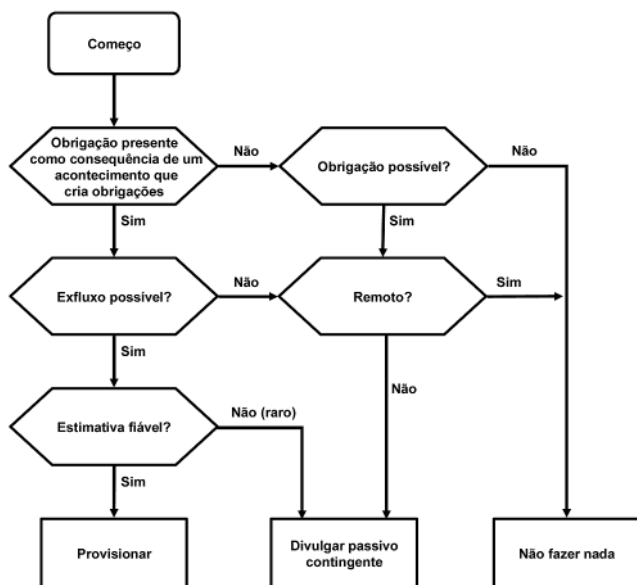 Começo
Obrigação presente
como consequência de um
acontecimento que
cria obrigações
Não
Obrigação possível?
Não
Sim
Sim
Exfluxo possível?
Não
Remoto?
Sim
Sim
Não
Estimativa fiável?
Não (raro)
Sim
Provisionar
Divulgar passivo
contingente
Não fazer nada